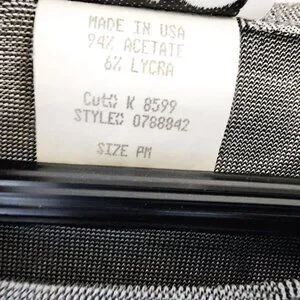 MADE IN USA
94% ACETATE
6% LYCRA
Cut# K 8599
STYLE# 0788842
SIZE PM